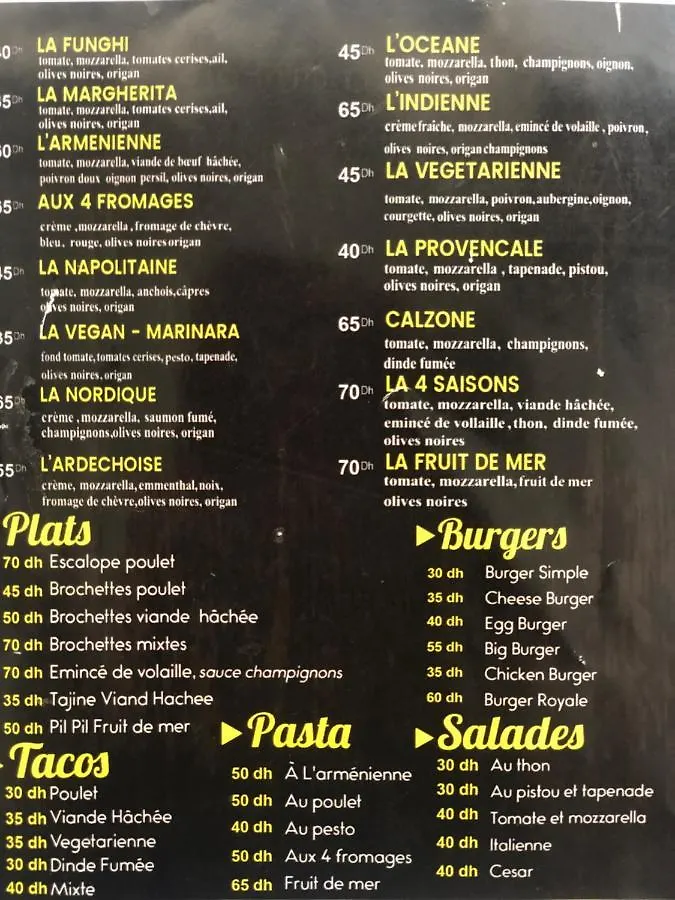 LA FUNGHI
tomate, mozzarella, tomates cerises,ail,
olives noires, origan
LA MARGHERITA
tomate, mozzarella, tomates cerises,ail,
olives noires, origan
L'ARMENIENNE
tomate, mozzarella, viande de bœuf hâchée,
poivron doux oignon persil, olives noires, origan
AUX 4 FROMAGES
crème ,mozzarella ,fromage de chèvre,
bleu, rouge, olives noires origan
LA NAPOLITAINE
tomate, mozzarella, anchois,câpres
olives noires, origan
LA VEGAN - MARINARA
fond tomate,tomates cerises, pesto, tapenade,
olives noires, origan
LA NORDIQUE
crème ,mozzarella, saumon fumé,
champignons,olives noires, origan
L'ARDECHOISE
crème, mozzarella, emmenthal,noix,
fromage de chèvre,olives noires, origan
45Dh L'OCEANE
tomate, mozzarella, thon, champignons, oignon,
olives noires, origan
65Dh L'INDIENNE
crème fraiche, mozzarella, emincé de volaille , poivron,
olives noires, origan champignons
45Dh LA VEGETARIENNE
tomate, mozzarella, poivron,aubergine,oignon,
courgette, olives noires, origan
40Dh LA PROVENCALE
tomate, mozzarella , tapenade, pistou,
olives noires, origan
65Dh CALZONE
tomate, mozzarella, champignons,
dinde fumée
70Dh LA 4 SAISONS
tomate, mozzarella, viande hâchée,
emincé de vollaille , thon, dinde fumée,
olives noires
70Dh LA FRUIT DE MER
tomate, mozzarella, fruit de mer
olives noires
Plats
70 dh Escalope poulet
45 dh Brochettes poulet
50 dh Brochettes viande hâchée
70 dh Brochettes mixtes
70 dh Emincé de volaille, sauce champignons
35 dh Tajine Viand Hachee
50 dh Pil Pil Fruit de mer
Burgers
30 dh Burger Simple
35 dh Cheese Burger
40 dh Egg Burger
55 dh Big Burger
35 dh Chicken Burger
60 dh Burger Royale
Tacos
30 dh Poulet
35 dh Viande Hâchée
35 dh Vegetarienne
30 dh Dinde Fumée
40 dh Mixte
Pasta
50 dh À L'arménienne
50 dh Au poulet
40 dh Au pesto
50 dh Aux 4 fromages
65 dh Fruit de mer
Salades
30 dh Au thon
30 dh Au pistou et tapenade
40 dh Tomate et mozzarella
40 dh Italienne
40 dh Cesar